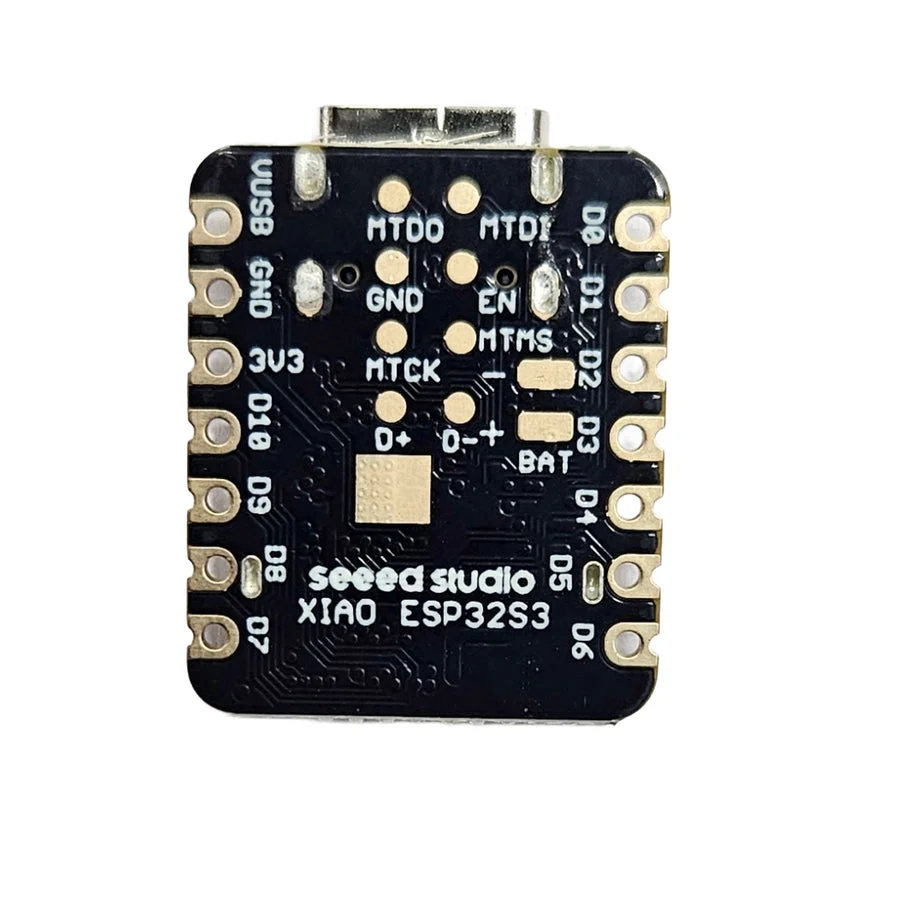 VUSB
MTDO
MTDI
D0
GND
GND
EN
D1
3V3
MTCK
MTMS
-
D2
D10
D+
D-
+
D3
BAT
D9
D4
D8
D5
seeed studio
XIAO ESP32S3
D7
D6